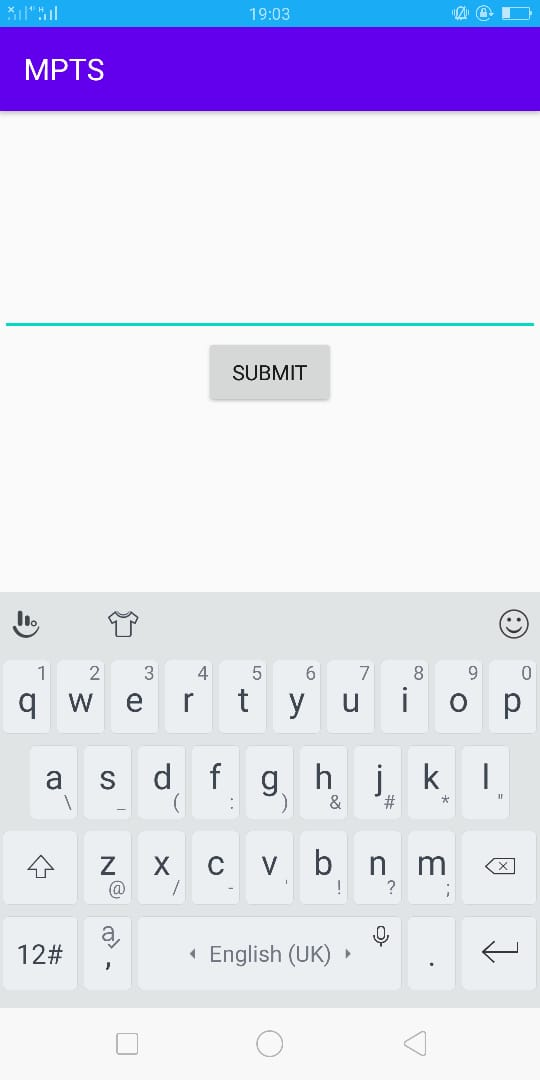 19:03
MPTS
SUBMIT
1 2 3 4 5 6 7 8 9 0
q w e r t y u i o p
a s d f g h j k l
\ _ ( : ) & # * "
z x c v b n m
@ / - ' ! ? ;
12# a , English (UK) .